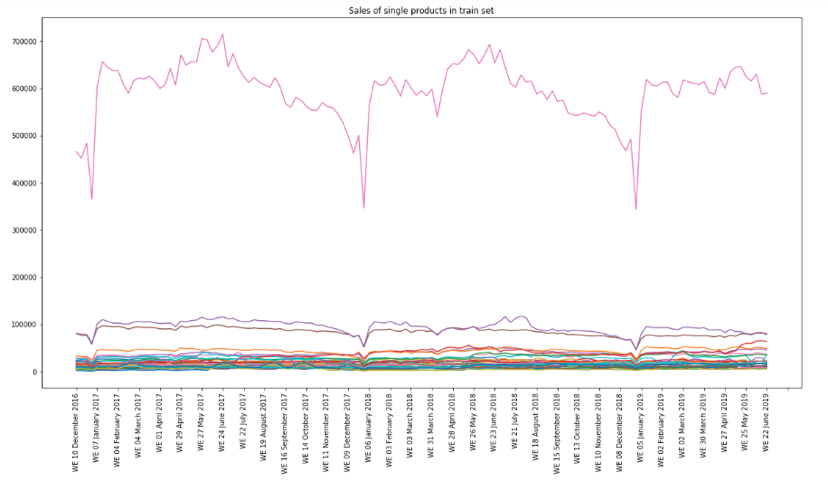 Sales of single products in train set
700000
600000
500000
400000
300000
200000
100000
0
WE 10 December 2016
WE 07 January 2017
WE 04 February 2017
WE 04 March 2017
WE 01 April 2017
WE 29 April 2017
WE 27 May 2017
WE 24 June 2017
WE 22 July 2017
WE 19 August 2017
WE 16 September 2017
WE 14 October 2017
WE 11 November 2017
WE 09 December 2017
WE 06 January 2018
WE 03 February 2018
WE 03 March 2018
WE 31 March 2018
WE 28 April 2018
WE 26 May 2018
WE 23 June 2018
WE 21 July 2018
WE 18 August 2018
WE 15 September 2018
WE 13 October 2018
WE 10 November 2018
WE 08 December 2018
WE 05 January 2019
WE 02 February 2019
WE 02 March 2019
WE 30 March 2019
WE 27 April 2019
WE 25 May 2019
WE 22 June 2019